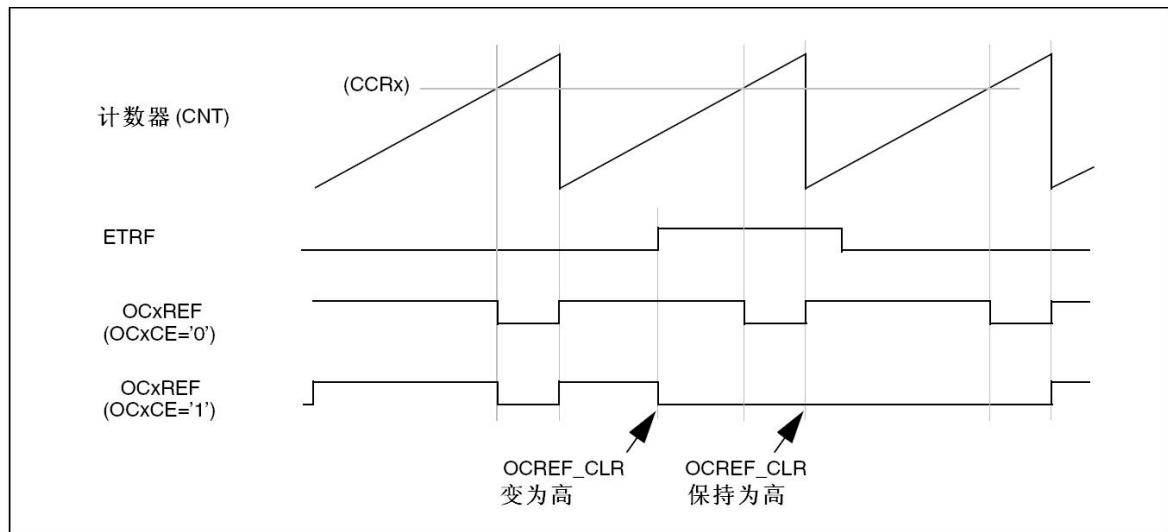 (CCRx)
计数器(CNT)
ETRF
OCxREF
(OCxCE='0')
OCxREF
(OCxCE='1')
OCREF_CLR
变为高
OCREF_CLR
保持为高